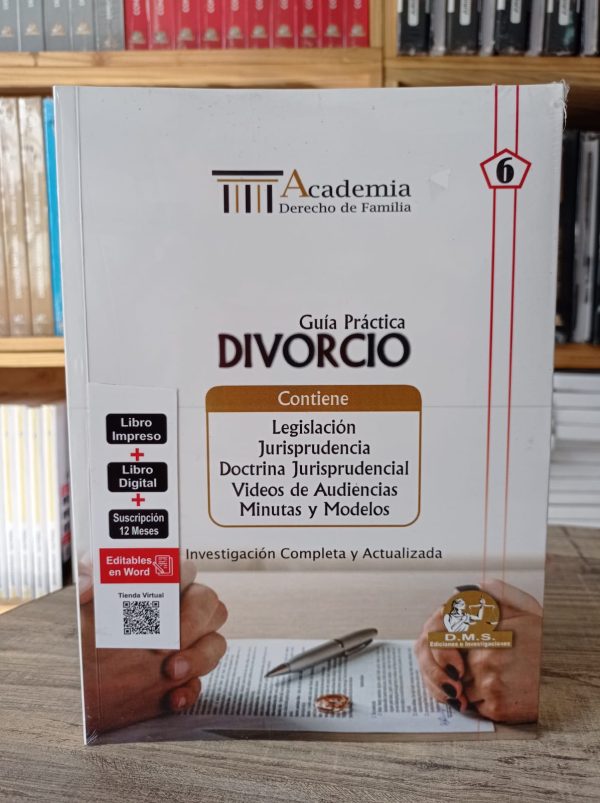 Academia
Derecho de Familia
6
Guía Práctica
DIVORCIO
Contiene
Legislación
Jurisprudencia
Doctrina Jurisprudencial
Videos de Audiencias
Minutas y Modelos
Investigación Completa y Actualizada
Libro
Impreso
+
Libro
Digital
+
Suscripción
12 Meses
Editables
en Word
Tienda Virtual
D.M.S.
Ediciones e Investigaciones